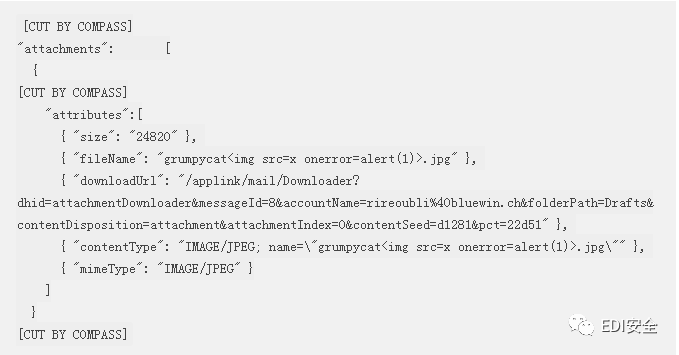 [CUT BY COMPASS]
"attachments": [
{
[CUT BY COMPASS]
"attributes":[
{ "size": "24820" },
{ "fileName": "grumpycat<img src=x onerror=alert(1)>.jpg" },
{ "downloadUrl": "/applink/mail/Downloader?
dhid=attachmentDownloader&messageId=8&accountName=rireoubli%40bluewin.ch&folderPath=Drafts&
contentDisposition=attachment&attachmentIndex=0&contentSeed=d1281&pct=22d51" },
{ "contentType": "IMAGE/JPEG; name=\"grumpycat<img src=x onerror=alert(1)>.jpg\"" },
{ "mimeType": "IMAGE/JPEG" }
]
}
[CUT BY COMPASS]
EDI安全